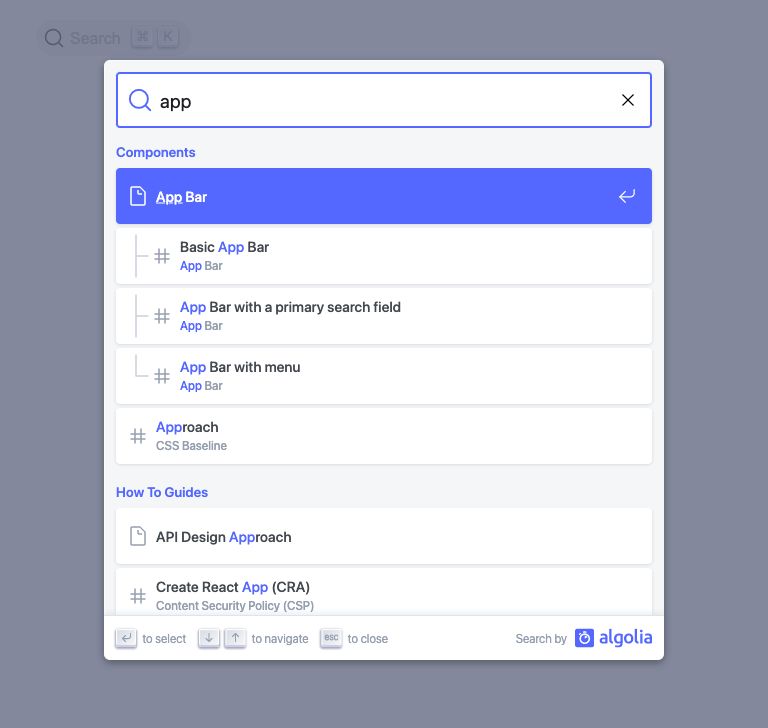 Search ⌘ K
app
Components
App Bar
Basic App Bar
App Bar
App Bar with a primary search field
App Bar
App Bar with menu
App Bar
Approach
CSS Baseline
How To Guides
API Design Approach
Create React App (CRA)
Content Security Policy (CSP)
to select
to navigate
esc to close
Search by algolia